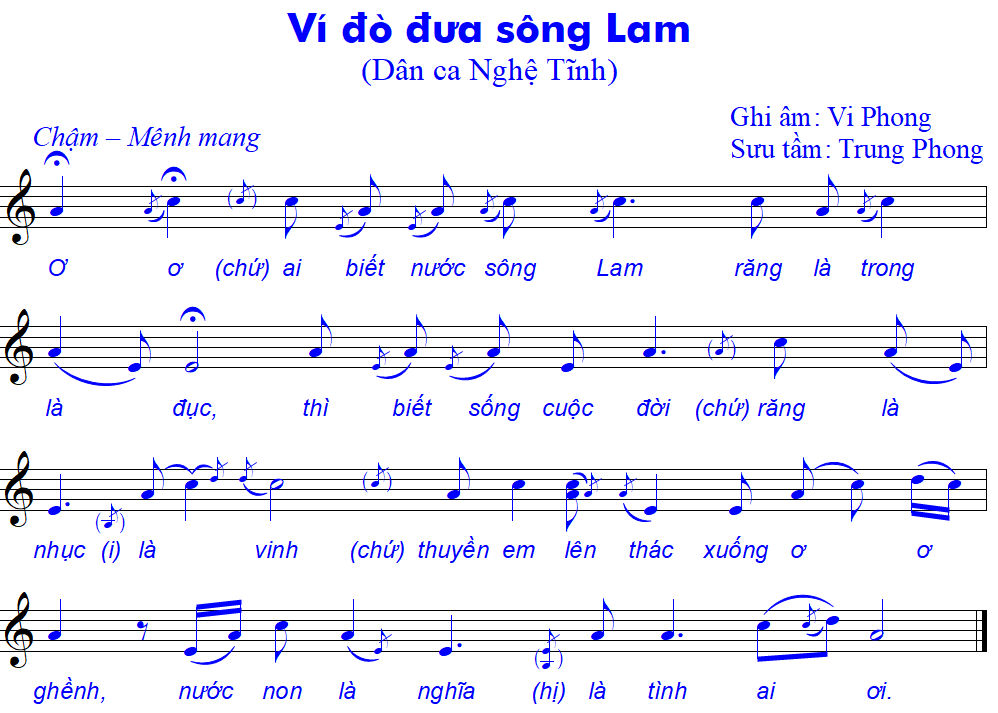 Ví đò đưa sông Lam
(Dân ca Nghệ Tĩnh)
Ghi âm: Vi Phong
Chậm – Mênh mang
Sưu tầm: Trung Phong
Ơ ơ (chứ) ai biết nước sông Lam răng là trong
là đục, thì biết sống cuộc đời (chứ) răng là
nhục (i) là vinh (chứ) thuyền em lên thác xuống ơ ơ
ghềnh, nước non là nghĩa (hị) là tình ai ơi.